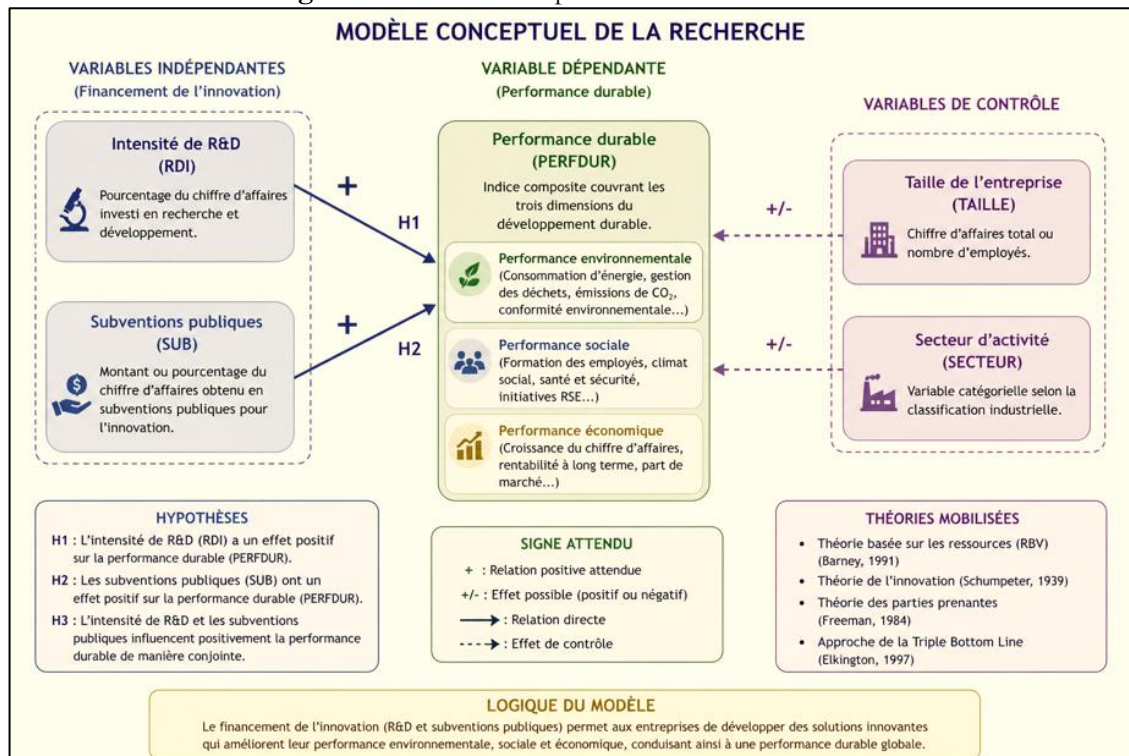 MODÈLE CONCEPTUEL DE LA RECHERCHE
VARIABLES INDÉPENDANTES
(Financement de l'innovation)
Intensité de R&D
(RDI)
Pourcentage du chiffre d'affaires
investi en recherche et
développement.
Subventions publiques
(SUB)
Montant ou pourcentage du
chiffre d'affaires obtenu en
subventions publiques pour
l'innovation.
+
H1
+
H2
VARIABLE DÉPENDANTE
(Performance durable)
Performance durable
(PERFDUR)
Indice composite couvrant les
trois dimensions du
développement durable.
Performance environnementale
(Consommation d'énergie, gestion
des déchets, émissions de CO₂,
conformité environnementale...)
Performance sociale
(Formation des employés, climat
social, santé et sécurité,
initiatives RSE...)
Performance économique
(Croissance du chiffre d'affaires,
rentabilité à long terme, part de
marché...)
VARIABLES DE CONTRÔLE
+/-
Taille de l'entreprise
(TAILLE)
Chiffre d'affaires total ou
nombre d'employés.
+/-
Secteur d'activité
(SECTEUR)
Variable catégorielle selon la
classification industrielle.
HYPOTHÈSES
H1 : L'intensité de R&D (RDI) a un effet positif
sur la performance durable (PERFDUR).
H2 : Les subventions publiques (SUB) ont un
effet positif sur la performance durable (PERFDUR).
H3 : L'intensité de R&D et les subventions
publiques influencent positivement la performance
durable de manière conjointe.
SIGNE ATTENDU
+ : Relation positive attendue
+/- : Effet possible (positif ou négatif)
: Relation directe
: Effet de contrôle
THÉORIES MOBILISÉES
• Théorie basée sur les ressources (RBV)
(Barney, 1991)
• Théorie de l'innovation (Schumpeter, 1939)
• Théorie des parties prenantes
(Freeman, 1984)
• Approche de la Triple Bottom Line
(Elkington, 1997)
LOGIQUE DU MODÈLE
Le financement de l'innovation (R&D et subventions publiques) permet aux entreprises de développer des solutions innovantes
qui améliorent leur performance environnementale, sociale et économique, conduisant ainsi à une performance durable globale.